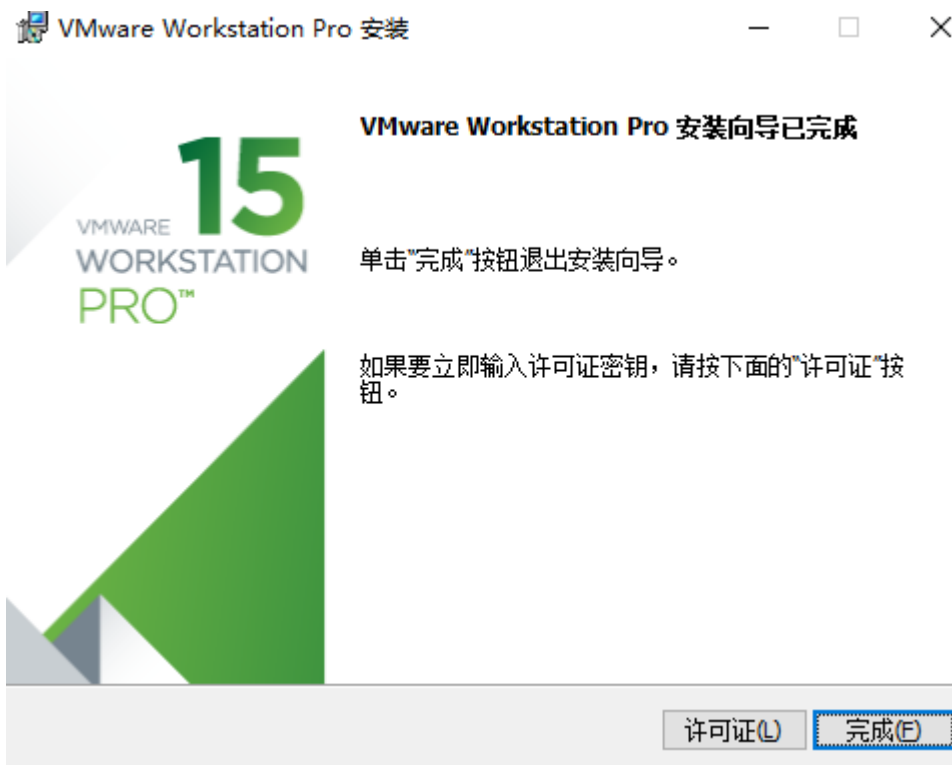 VMware Workstation Pro 安装
VMware Workstation Pro 安装向导已完成
15
VMWARE
WORKSTATION
PRO™
单击"完成"按钮退出安装向导。
如果要立即输入许可证密钥，请按下面的"许可证"按
钮。
许可证(L)
完成(F)